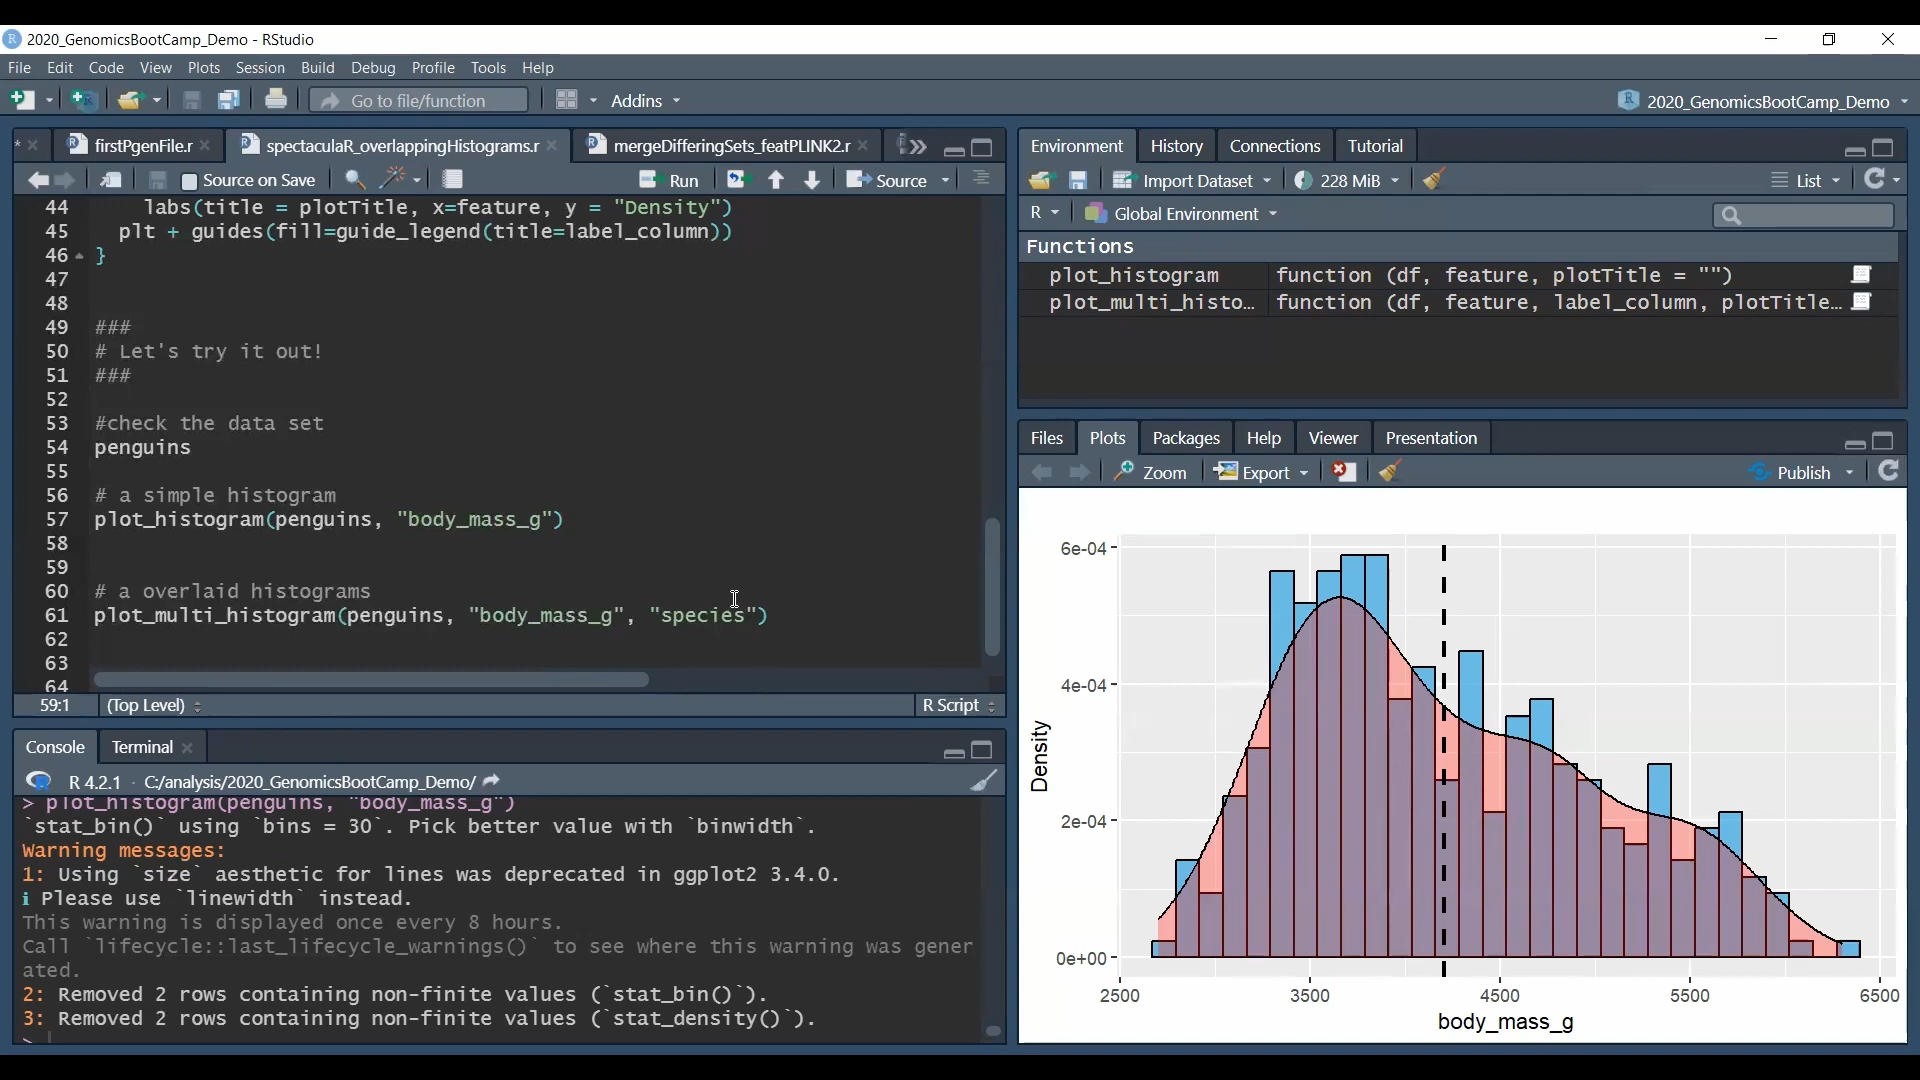 2020_GenomicsBootCamp_Demo - RStudio
File Edit Code View Plots Session Build Debug Profile Tools Help
Go to file/function Addins 2020_GenomicsBootCamp_Demo
* firstPgenFile.r spectaculaR_overlappingHistograms.r mergeDifferingSets_featPLINK2.r
Source on Save Run Source
44 labs(title = plotTitle, x=feature, y = "Density")
45 plt + guides(fill=guide_legend(title=label_column))
46 }
47
48
49 ###
50 # Let's try it out!
51 ###
52
53 #check the data set
54 penguins
55
56 # a simple histogram
57 plot_histogram(penguins, "body_mass_g")
58
59
60 # a overlaid histograms
61 plot_multi_histogram(penguins, "body_mass_g", "species")
62
63
64
59:1 (Top Level) R Script
Console Terminal
R 4.2.1 · C:/analysis/2020_GenomicsBootCamp_Demo/
> plot_histogram(penguins, "body_mass_g")
`stat_bin()` using `bins = 30`. Pick better value with `binwidth`.
Warning messages:
1: Using `size` aesthetic for lines was deprecated in ggplot2 3.4.0.
i Please use `linewidth` instead.
This warning is displayed once every 8 hours.
Call `lifecycle::last_lifecycle_warnings()` to see where this warning was gener
ated.
2: Removed 2 rows containing non-finite values (`stat_bin()`).
3: Removed 2 rows containing non-finite values (`stat_density()`).
>
Environment History Connections Tutorial
Import Dataset 228 MiB List
R Global Environment
Functions
plot_histogram function (df, feature, plotTitle = "")
plot_multi_histo… function (df, feature, label_column, plotTitle…
Files Plots Packages Help Viewer Presentation
Zoom Export Publish
6e-04
4e-04
2e-04
0e+00
Density
2500 3500 4500 5500 6500
body_mass_g